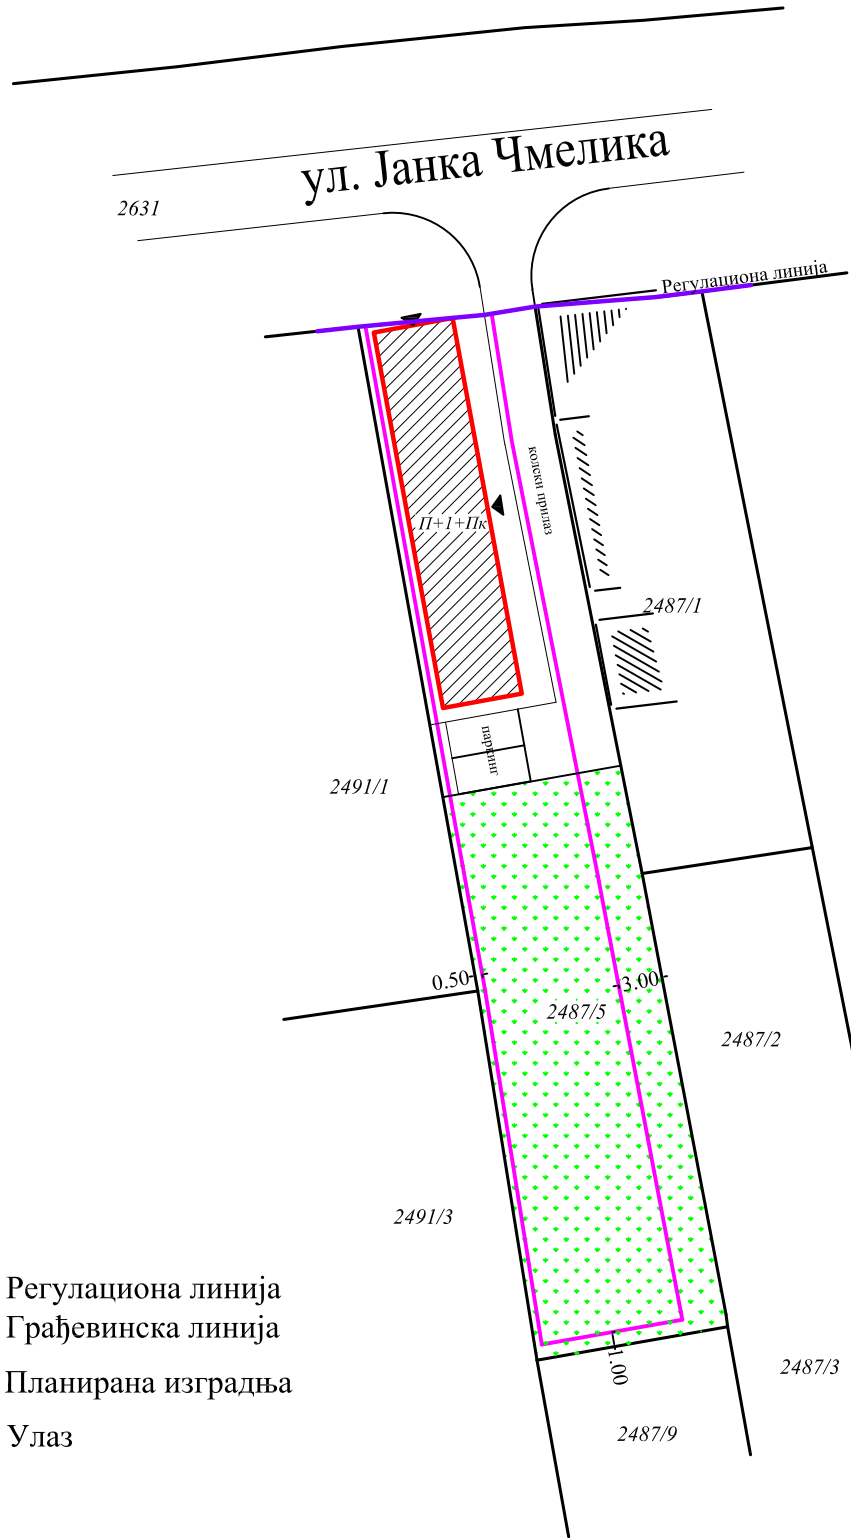 ул. Јанка Чмелика
2631
Регулациона линија
колски прилаз
П+1+Пк
2487/1
паркинг
2491/1
0.50
3.00
2487/5
2487/2
2491/3
Регулациона линија
Грађевинска линија
1.00
2487/3
Планирана изградња
2487/9
Улаз